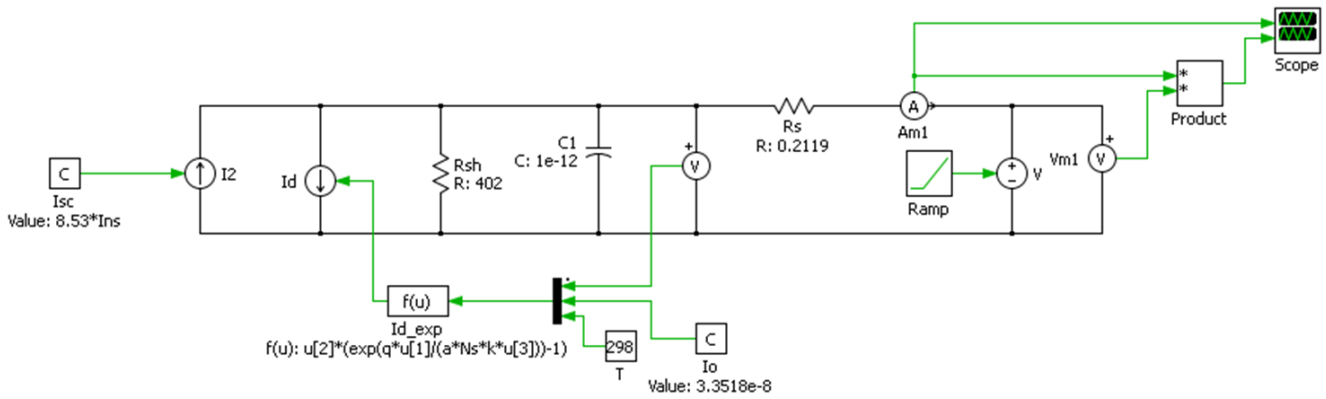 Scope
*
*
Product
Rs
R: 0.2119
A
Am1
C1
C: 1e-12
+
V
Vm1
+
V
C
Isc
Value: 8.53*Ins
I2
Id
Rsh
R: 402
+
−
V
Ramp
f(u)
Id_exp
f(u): u[2]*(exp(q*u[1]/(a*Ns*k*u[3]))-1)
298
T
C
Io
Value: 3.3518e-8